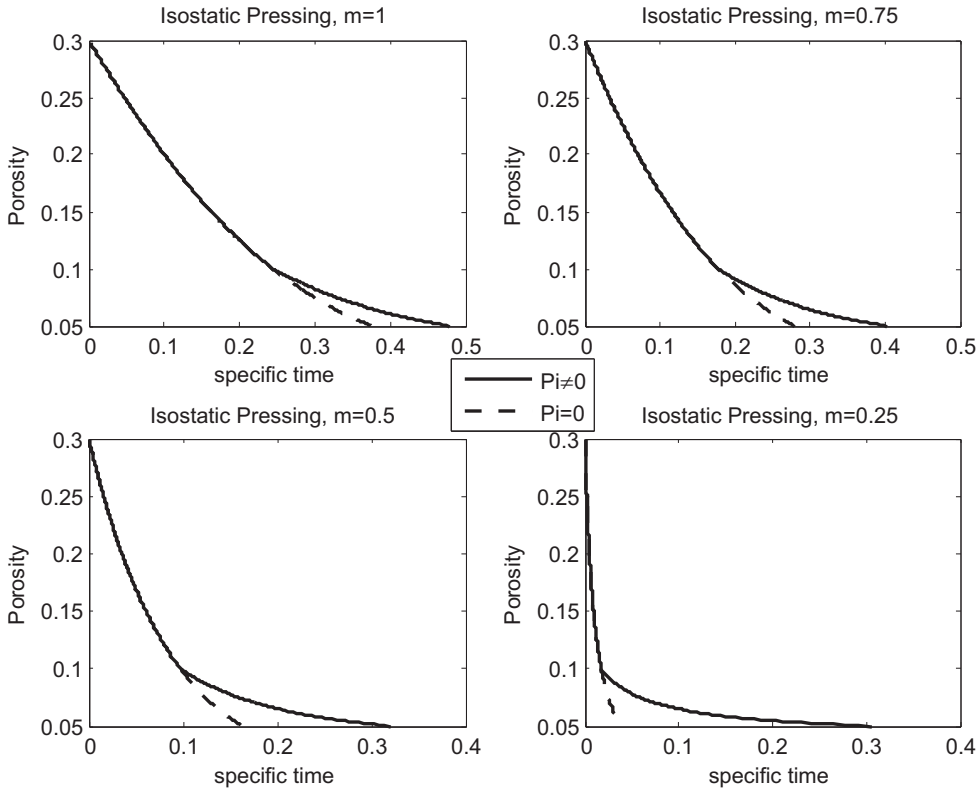 Isostatic Pressing, m=1
0.3
0.25
0.2
0.15
0.1
0.05
Porosity
0 0.1 0.2 0.3 0.4 0.5
specific time
Isostatic Pressing, m=0.75
0.3
0.25
0.2
0.15
0.1
0.05
Porosity
0 0.1 0.2 0.3 0.4 0.5
specific time
Pi≠0
Pi=0
Isostatic Pressing, m=0.5
0.3
0.25
0.2
0.15
0.1
0.05
Porosity
0 0.1 0.2 0.3 0.4
specific time
Isostatic Pressing, m=0.25
0.3
0.25
0.2
0.15
0.1
0.05
Porosity
0 0.1 0.2 0.3 0.4
specific time